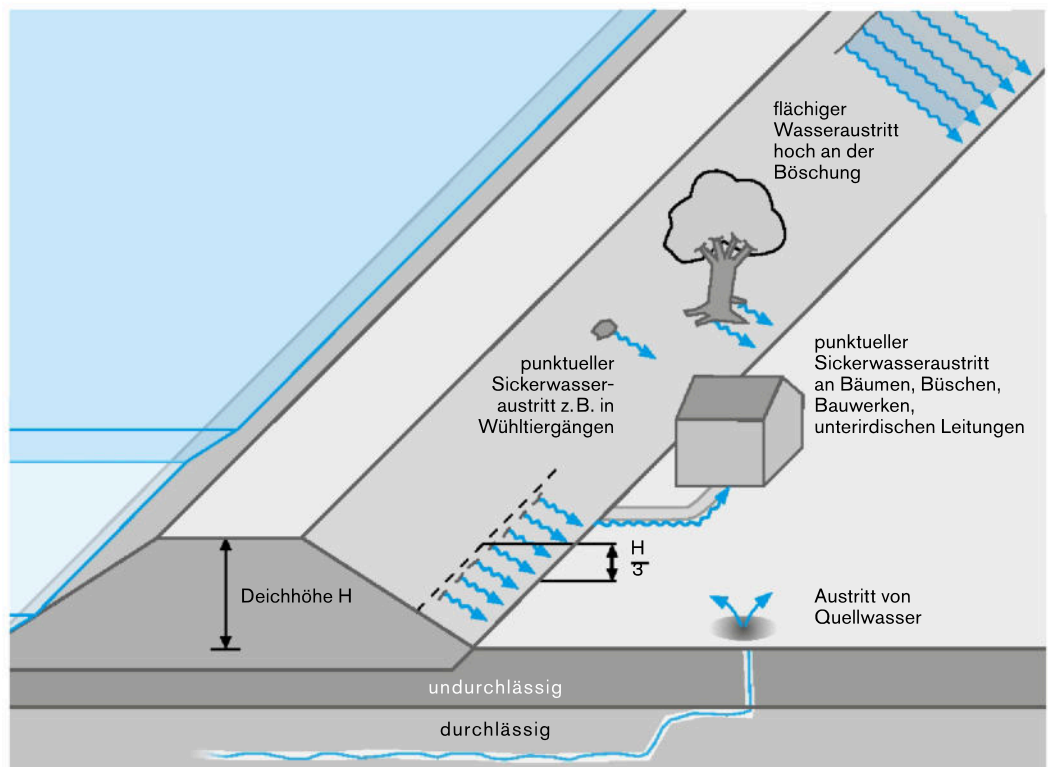 flächiger
Wasseraustritt
hoch an der
Böschung
punktueller
Sickerwasser-
austritt z. B. in
Wühltiergängen
punktueller
Sickerwasseraustritt
an Bäumen, Büschen,
Bauwerken,
unterirdischen Leitungen
H
3
Deichhöhe H
Austritt von
Quellwasser
undurchlässig
durchlässig